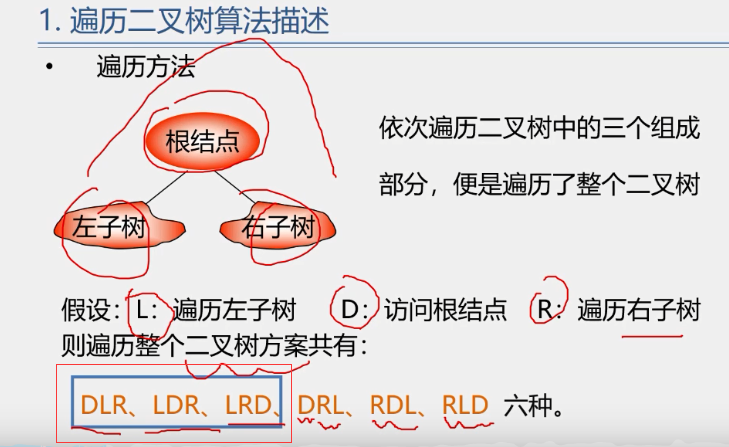 1. 遍历二叉树算法描述
• 遍历方法
根结点
左子树
右子树
依次遍历二叉树中的三个组成
部分，便是遍历了整个二叉树
假设：L：遍历左子树 D：访问根结点 R：遍历右子树
则遍历整个二叉树方案共有：
DLR、LDR、LRD、DRL、RDL、RLD 六种。